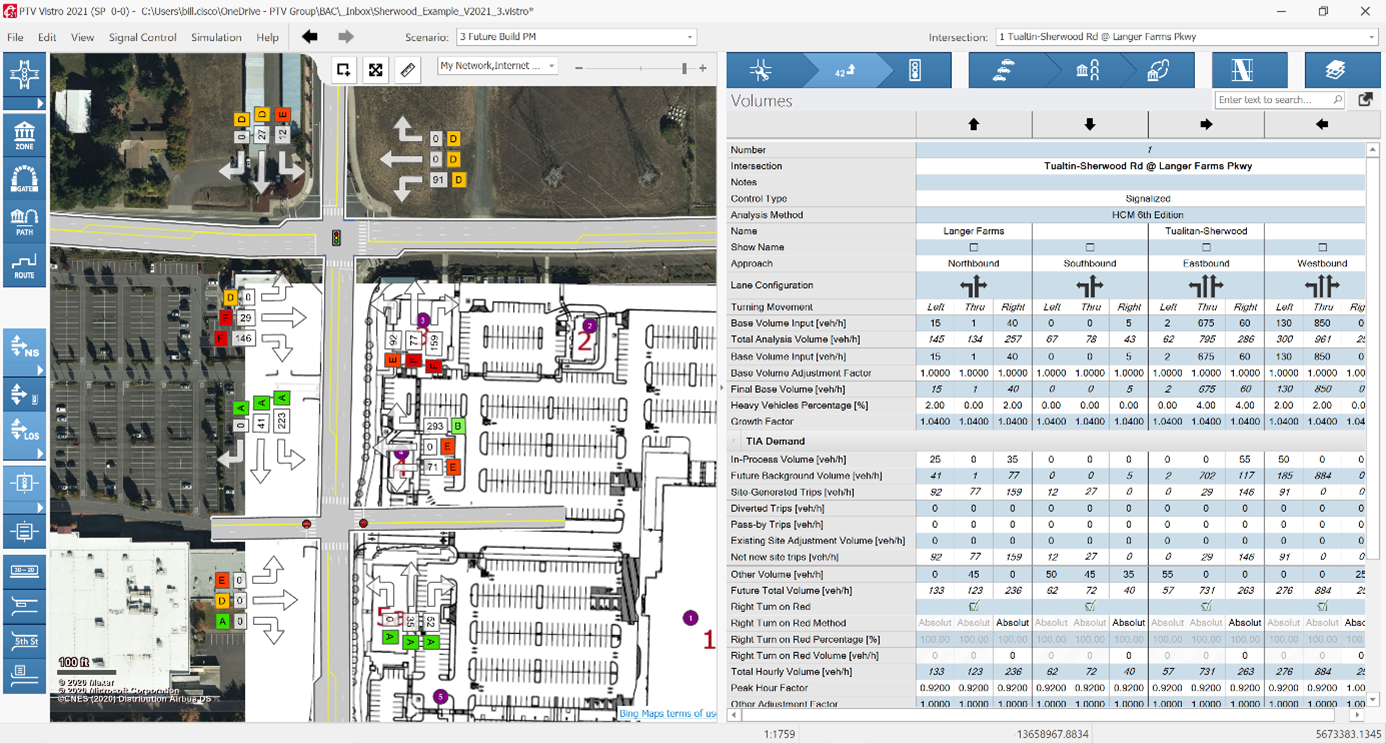 PTV Vistro 2021 (SP 0-0) - C:\Users\bill.cisco\OneDrive - PTV Group\BAC\_Inbox\Sherwood_Example_V2021_3.vistro*
File Edit View Signal Control Simulation Help Scenario: 3 Future Build PM Intersection: 1 Tualtin-Sherwood Rd @ Langer Farms Pkwy
My Network,Internet ...
ZONE
GATE
PATH
ROUTE
NS
LOS
30 - 20
5th St
D D E
0 27 12
0 D
0 D
91 D
D 0
F 29
F 146
3
92 77 159
E F F
2
2
A A A
0 41 223
293 B
0 E
71 E
4
E 0
D 0
A 0
0 35 52
A A A
1
1
5
100 ft
© 2020 Maxar
© 2020 Microsoft Corporation
©CNES (2020) Distribution Airbus DS
Bing Maps terms of us
42
Volumes
Enter text to search...
Number 1
Intersection Tualtin-Sherwood Rd @ Langer Farms Pkwy
Notes
Control Type Signalized
Analysis Method HCM 6th Edition
Name Langer Farms Tualitan-Sherwood
Show Name
Approach Northbound Southbound Eastbound Westbound
Lane Configuration
Turning Movement Left Thru Right Left Thru Right Left Thru Right Left Thru Rig
Base Volume Input [veh/h] 15 1 40 0 0 5 2 675 60 130 850 0
Total Analysis Volume [veh/h] 145 134 257 67 78 43 62 795 286 300 961 25
Base Volume Input [veh/h] 15 1 40 0 0 5 2 675 60 130 850 0
Base Volume Adjustment Factor 1.0000 1.0000 1.0000 1.0000 1.0000 1.0000 1.0000 1.0000 1.0000 1.0000 1.0000 1.00
Final Base Volume [veh/h] 15 1 40 0 0 5 2 675 60 130 850 0
Heavy Vehicles Percentage [%] 2.00 0.00 2.00 0.00 0.00 0.00 0.00 4.00 4.00 2.00 2.00 0.0
Growth Factor 1.0400 1.0400 1.0400 1.0400 1.0400 1.0400 1.0400 1.0400 1.0400 1.0400 1.0400 1.04
TIA Demand
In-Process Volume [veh/h] 25 0 35 0 0 0 0 0 55 50 0 0
Future Background Volume [veh/h] 41 1 77 0 0 5 2 702 117 185 884 0
Site-Generated Trips [veh/h] 92 77 159 12 27 0 0 29 146 91 0 0
Diverted Trips [veh/h] 0 0 0 0 0 0 0 0 0 0 0 0
Pass-by Trips [veh/h] 0 0 0 0 0 0 0 0 0 0 0 0
Existing Site Adjustment Volume [veh/h] 0 0 0 0 0 0 0 0 0 0 0 0
Net new site trips [veh/h] 92 77 159 12 27 0 0 29 146 91 0 0
Other Volume [veh/h] 0 45 0 50 45 35 55 0 0 0 0 25
Future Total Volume [veh/h] 133 123 236 62 72 40 57 731 263 276 884 25
Right Turn on Red
Right Turn on Red Method Absolut Absolut Absolut Absolut Absolut Absolut Absolut Absolut Absolut Absolut Absolut Abso
Right Turn on Red Percentage [%] 100.00 100.00 100.00 100.00 100.00 100.00 100.00 100.00 100.00 100.00 100.00 100.
Right Turn on Red Volume [veh/h] 0 0 0 0 0 0 0 0 0 0 0 0
Total Hourly Volume [veh/h] 133 123 236 62 72 40 57 731 263 276 884 25
Peak Hour Factor 0.9200 0.9200 0.9200 0.9200 0.9200 0.9200 0.9200 0.9200 0.9200 0.9200 0.9200 1.00
Other Adjustment Factor 1.0000 1.0000 1.0000 1.0000 1.0000 1.0000 1.0000 1.0000 1.0000 1.0000 1.0000 1.00
1:1759 -13658967.8834 5673383.1345